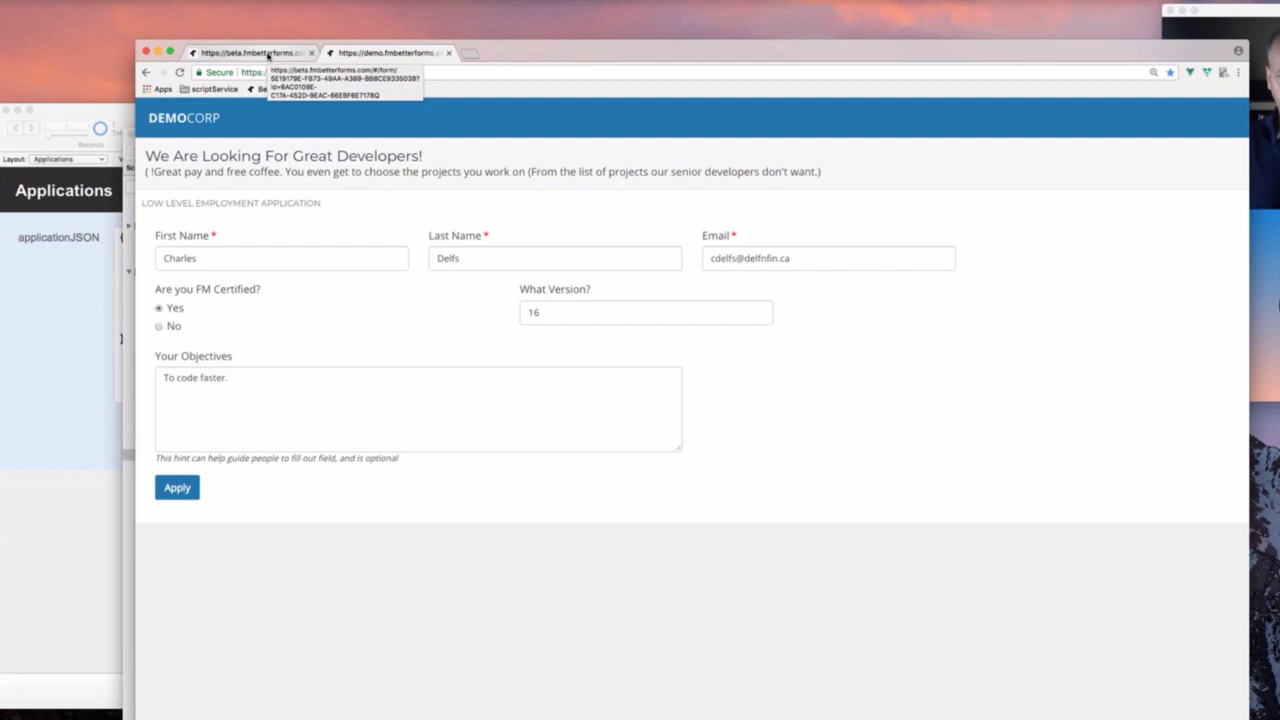 https://beta.fmbetterforms.co
https://demo.fmbetterforms.c
Secure
https:
https://beta.fmbetterforms.com/#/form/
5E19179E-FB73-49AA-A389-BB8CE9335038?
id=6AC0109E-
C17A-452D-9EAC-66EBF6E7178Q
Apps
scriptService
Be
DEMOCORP
We Are Looking For Great Developers!
( !Great pay and free coffee. You even get to choose the projects you work on (From the list of projects our senior developers don't want.)
LOW LEVEL EMPLOYMENT APPLICATION
First Name *
Last Name *
Email *
Charles
Delfs
cdelfs@delfnfin.ca
Are you FM Certified?
What Version?
Yes
16
No
Your Objectives
To code faster.
This hint can help guide people to fill out field, and is optional
Apply
Records
Layout:
Applications
Applications
applicationJSON
{